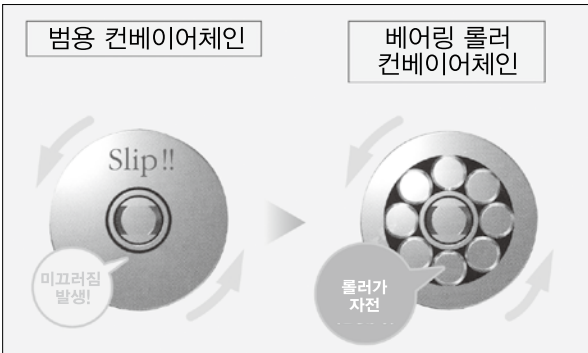 범용 컨베이어체인
베어링 롤러
컨베이어체인
Slip!!
미끄러짐
발생!
롤러가
자전